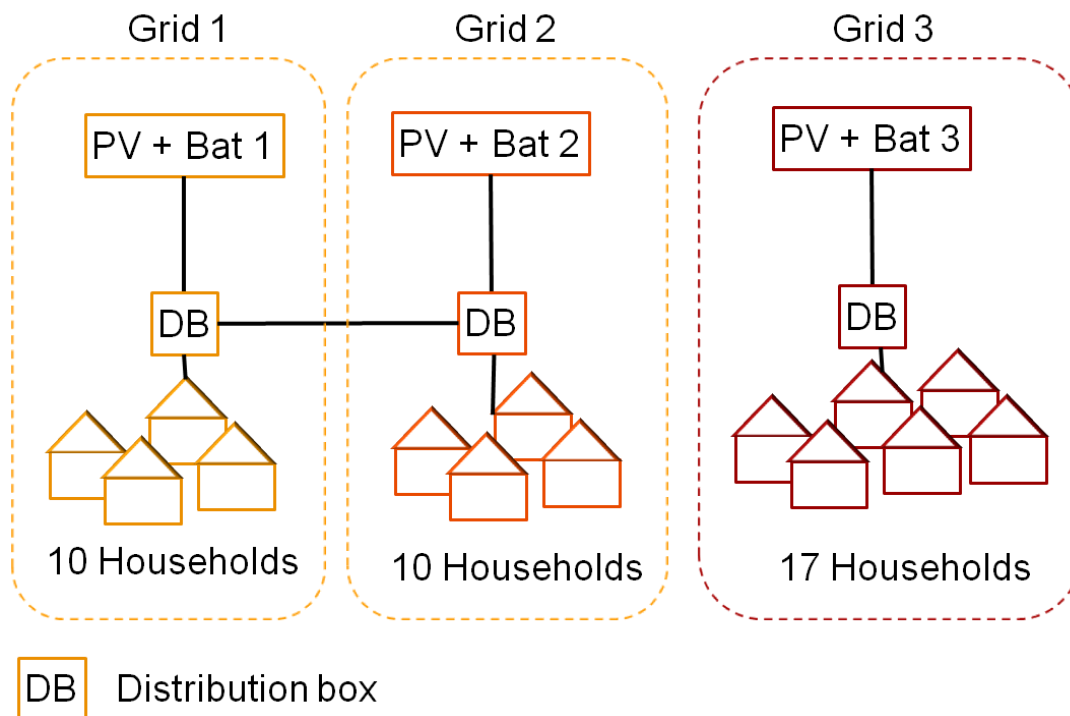 Grid 1
Grid 2
Grid 3
PV + Bat 1
PV + Bat 2
PV + Bat 3
DB
DB
DB
10 Households
10 Households
17 Households
DB Distribution box